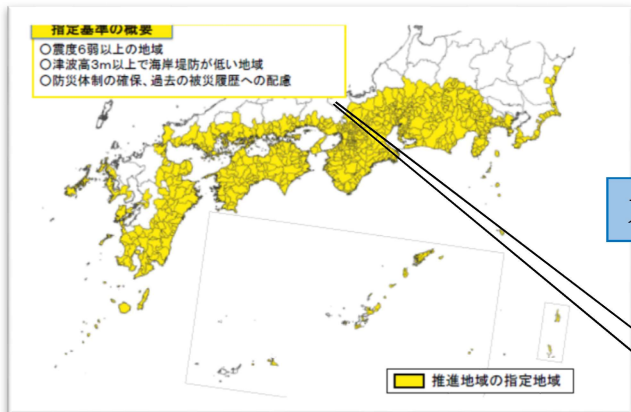 指定基準の概要
○震度6弱以上の地域
○津波高3m以上で海岸堤防が低い地域
○防災体制の確保、過去の被災履歴への配慮
推進地域の指定地域